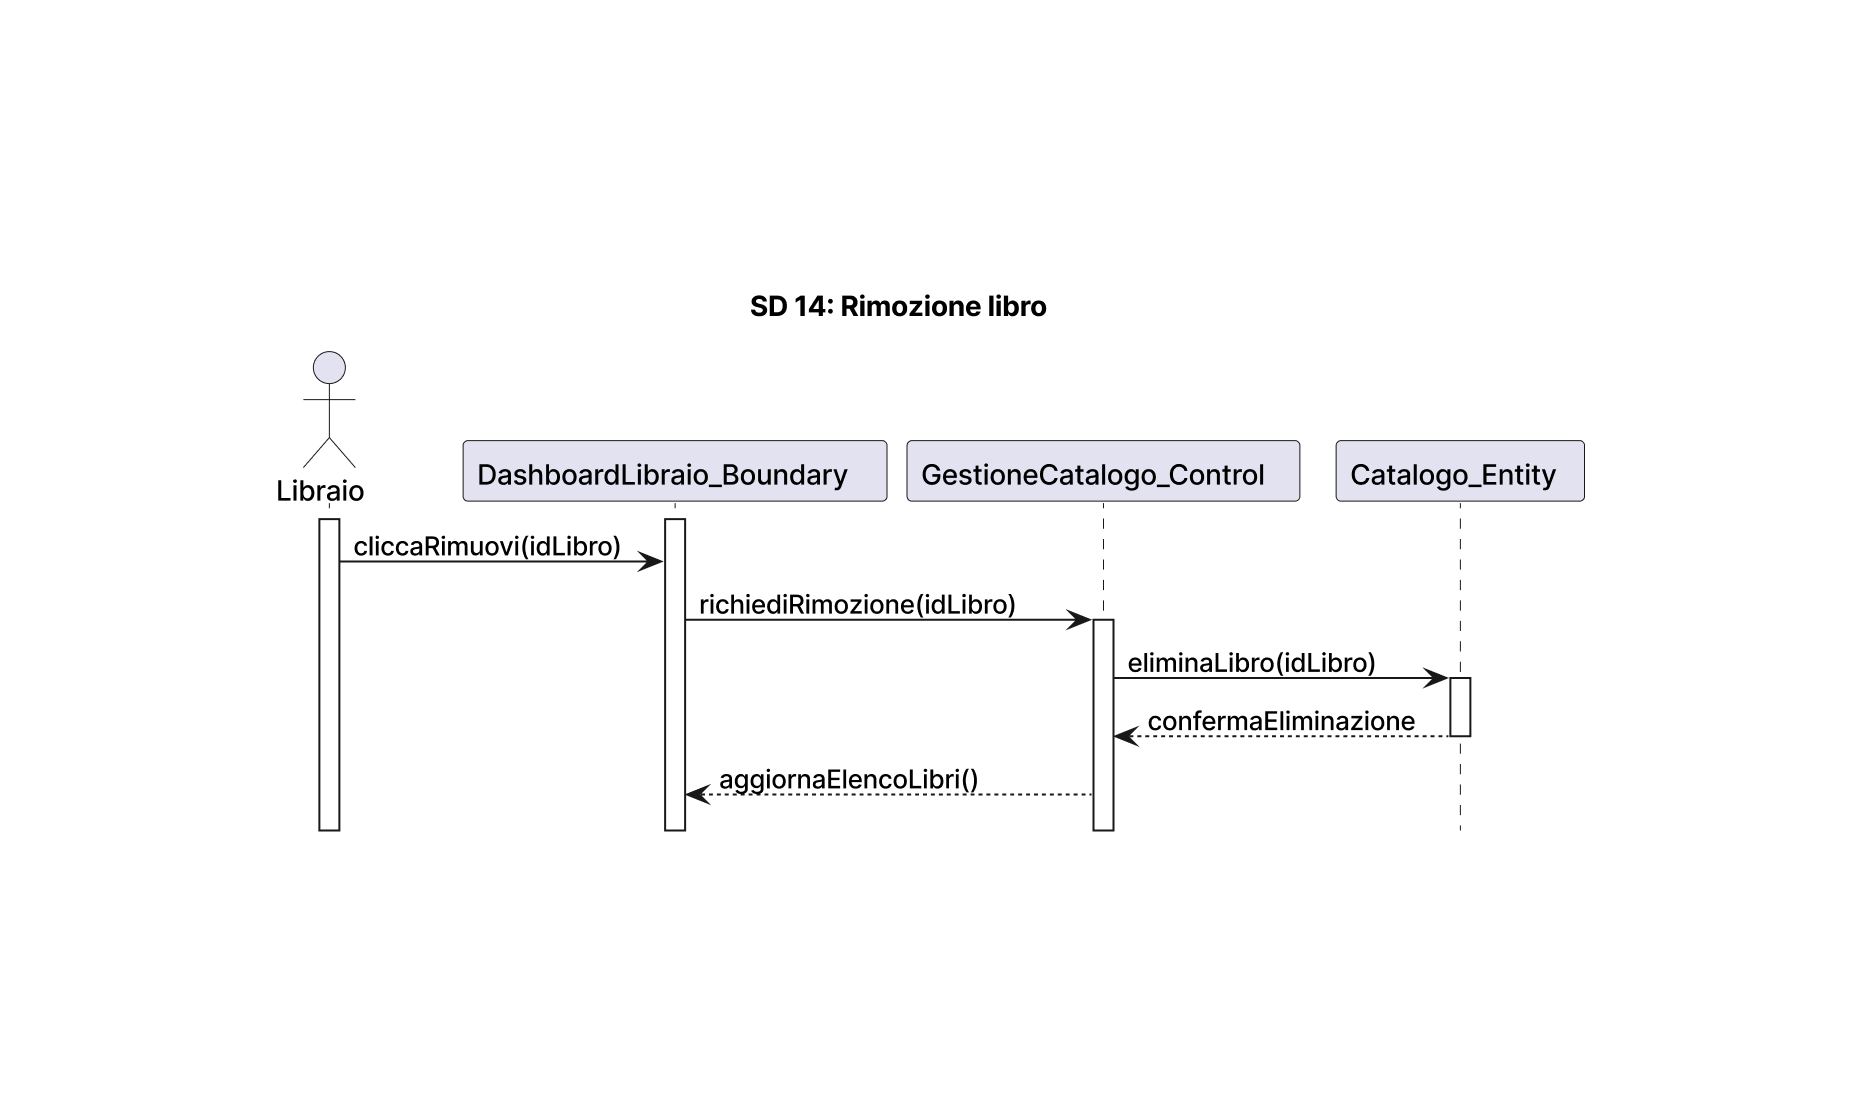 SD 14: Rimozione libro
Libraio
DashboardLibraio_Boundary
GestioneCatalogo_Control
Catalogo_Entity
cliccaRimuovi(idLibro)
richiediRimozione(idLibro)
eliminaLibro(idLibro)
confermaEliminazione
aggiornaElencoLibri()